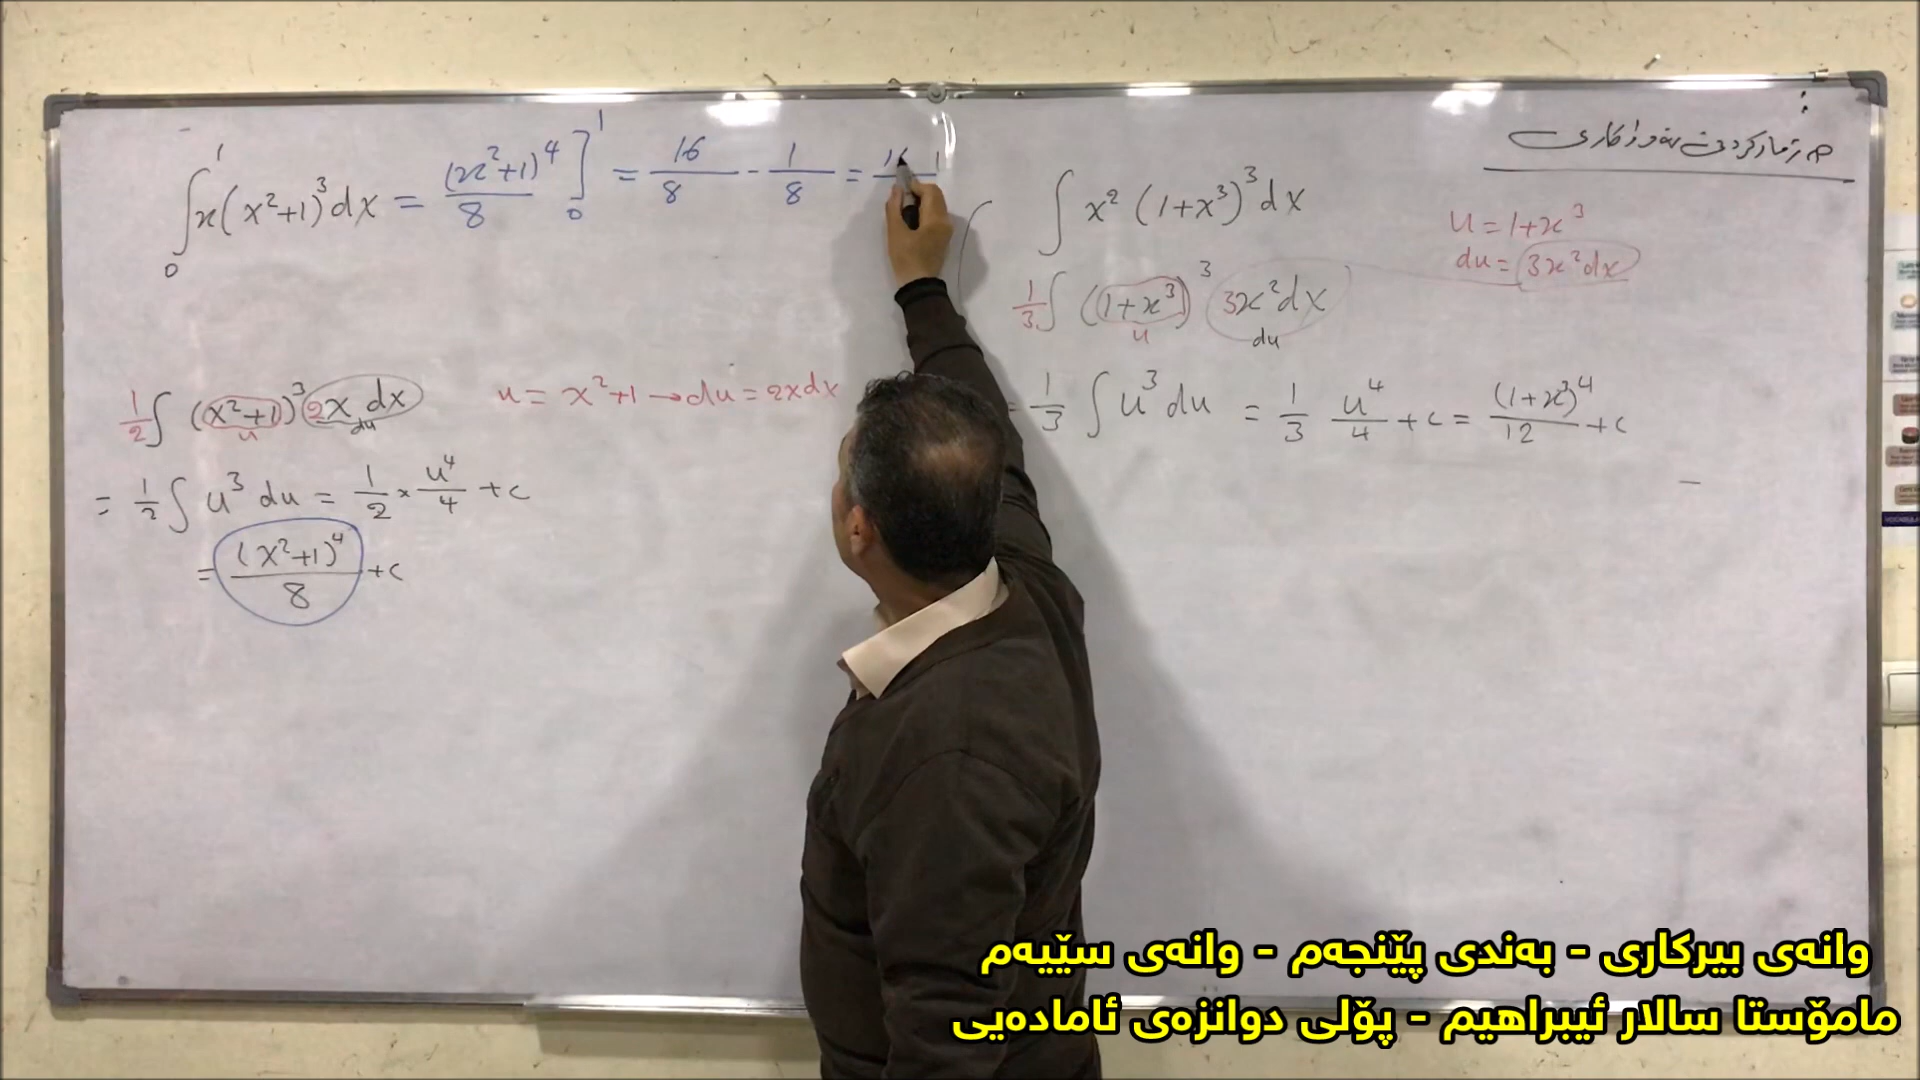 ∫₀¹ x(x²+1)³dx = (x²+1)⁴/8 ]₀¹ = 16/8 - 1/8 =
1/2 ∫ (x²+1)³ 2x dx
u du
u = x²+1 → du = 2xdx
= 1/2 ∫ u³ du = 1/2 × u⁴/4 + c
= (x²+1)⁴/8 + c
∫ x² (1+x³)³ dx
u = 1+x³
du = 3x²dx
1/3 ∫ (1+x³)³ 3x²dx
u du
= 1/3 ∫ u³ du = 1/3 u⁴/4 + c = (1+x³)⁴/12 + c
وانەی بیرکاری - بەندی پێنجەم - وانەی سێیەم
مامۆستا سالار ئیبراهیم - پۆلی دوانزەی ئامادەیی